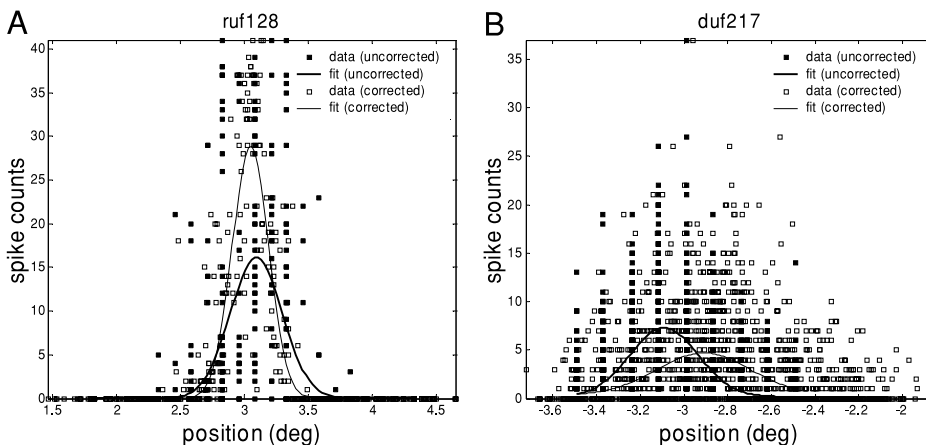 A
ruf128
data (uncorrected)
fit (uncorrected)
data (corrected)
fit (corrected)
spike counts
40
35
30
25
20
15
10
5
0
1.5 2 2.5 3 3.5 4 4.5
position (deg)
B
duf217
data (uncorrected)
fit (uncorrected)
data (corrected)
fit (corrected)
spike counts
35
30
25
20
15
10
5
0
-3.6 -3.4 -3.2 -3 -2.8 -2.6 -2.4 -2.2 -2
position (deg)